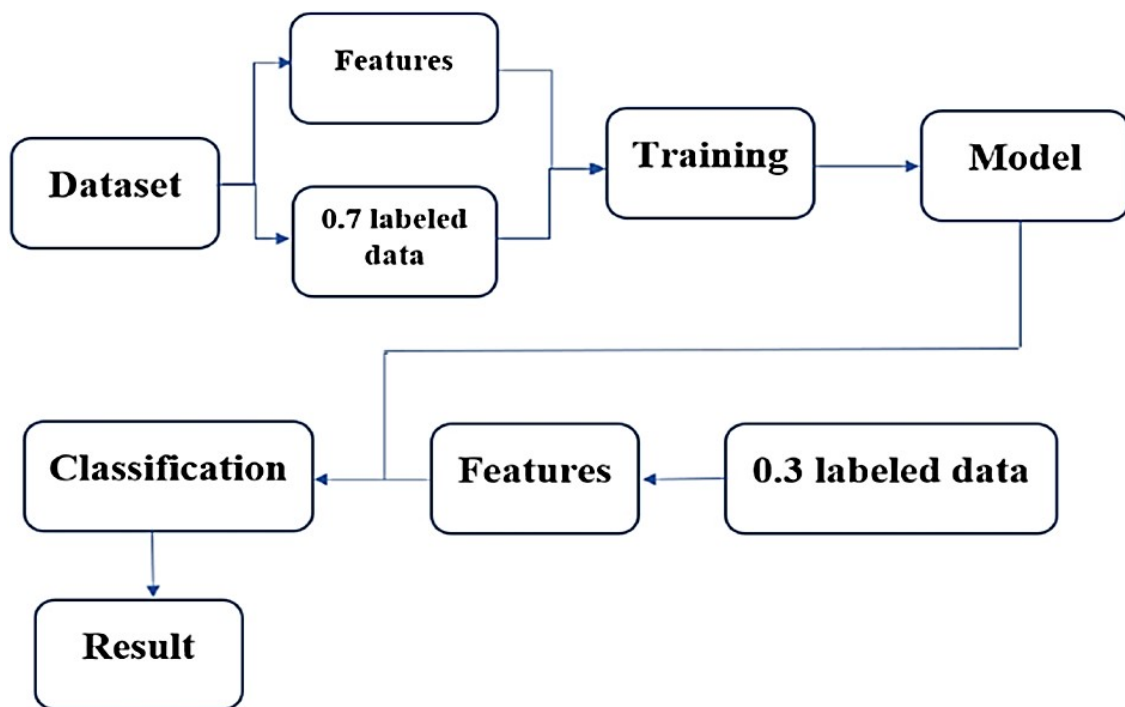 Features
Dataset
0.7 labeled
data
Training
Model
Classification
Features
0.3 labeled data
Result